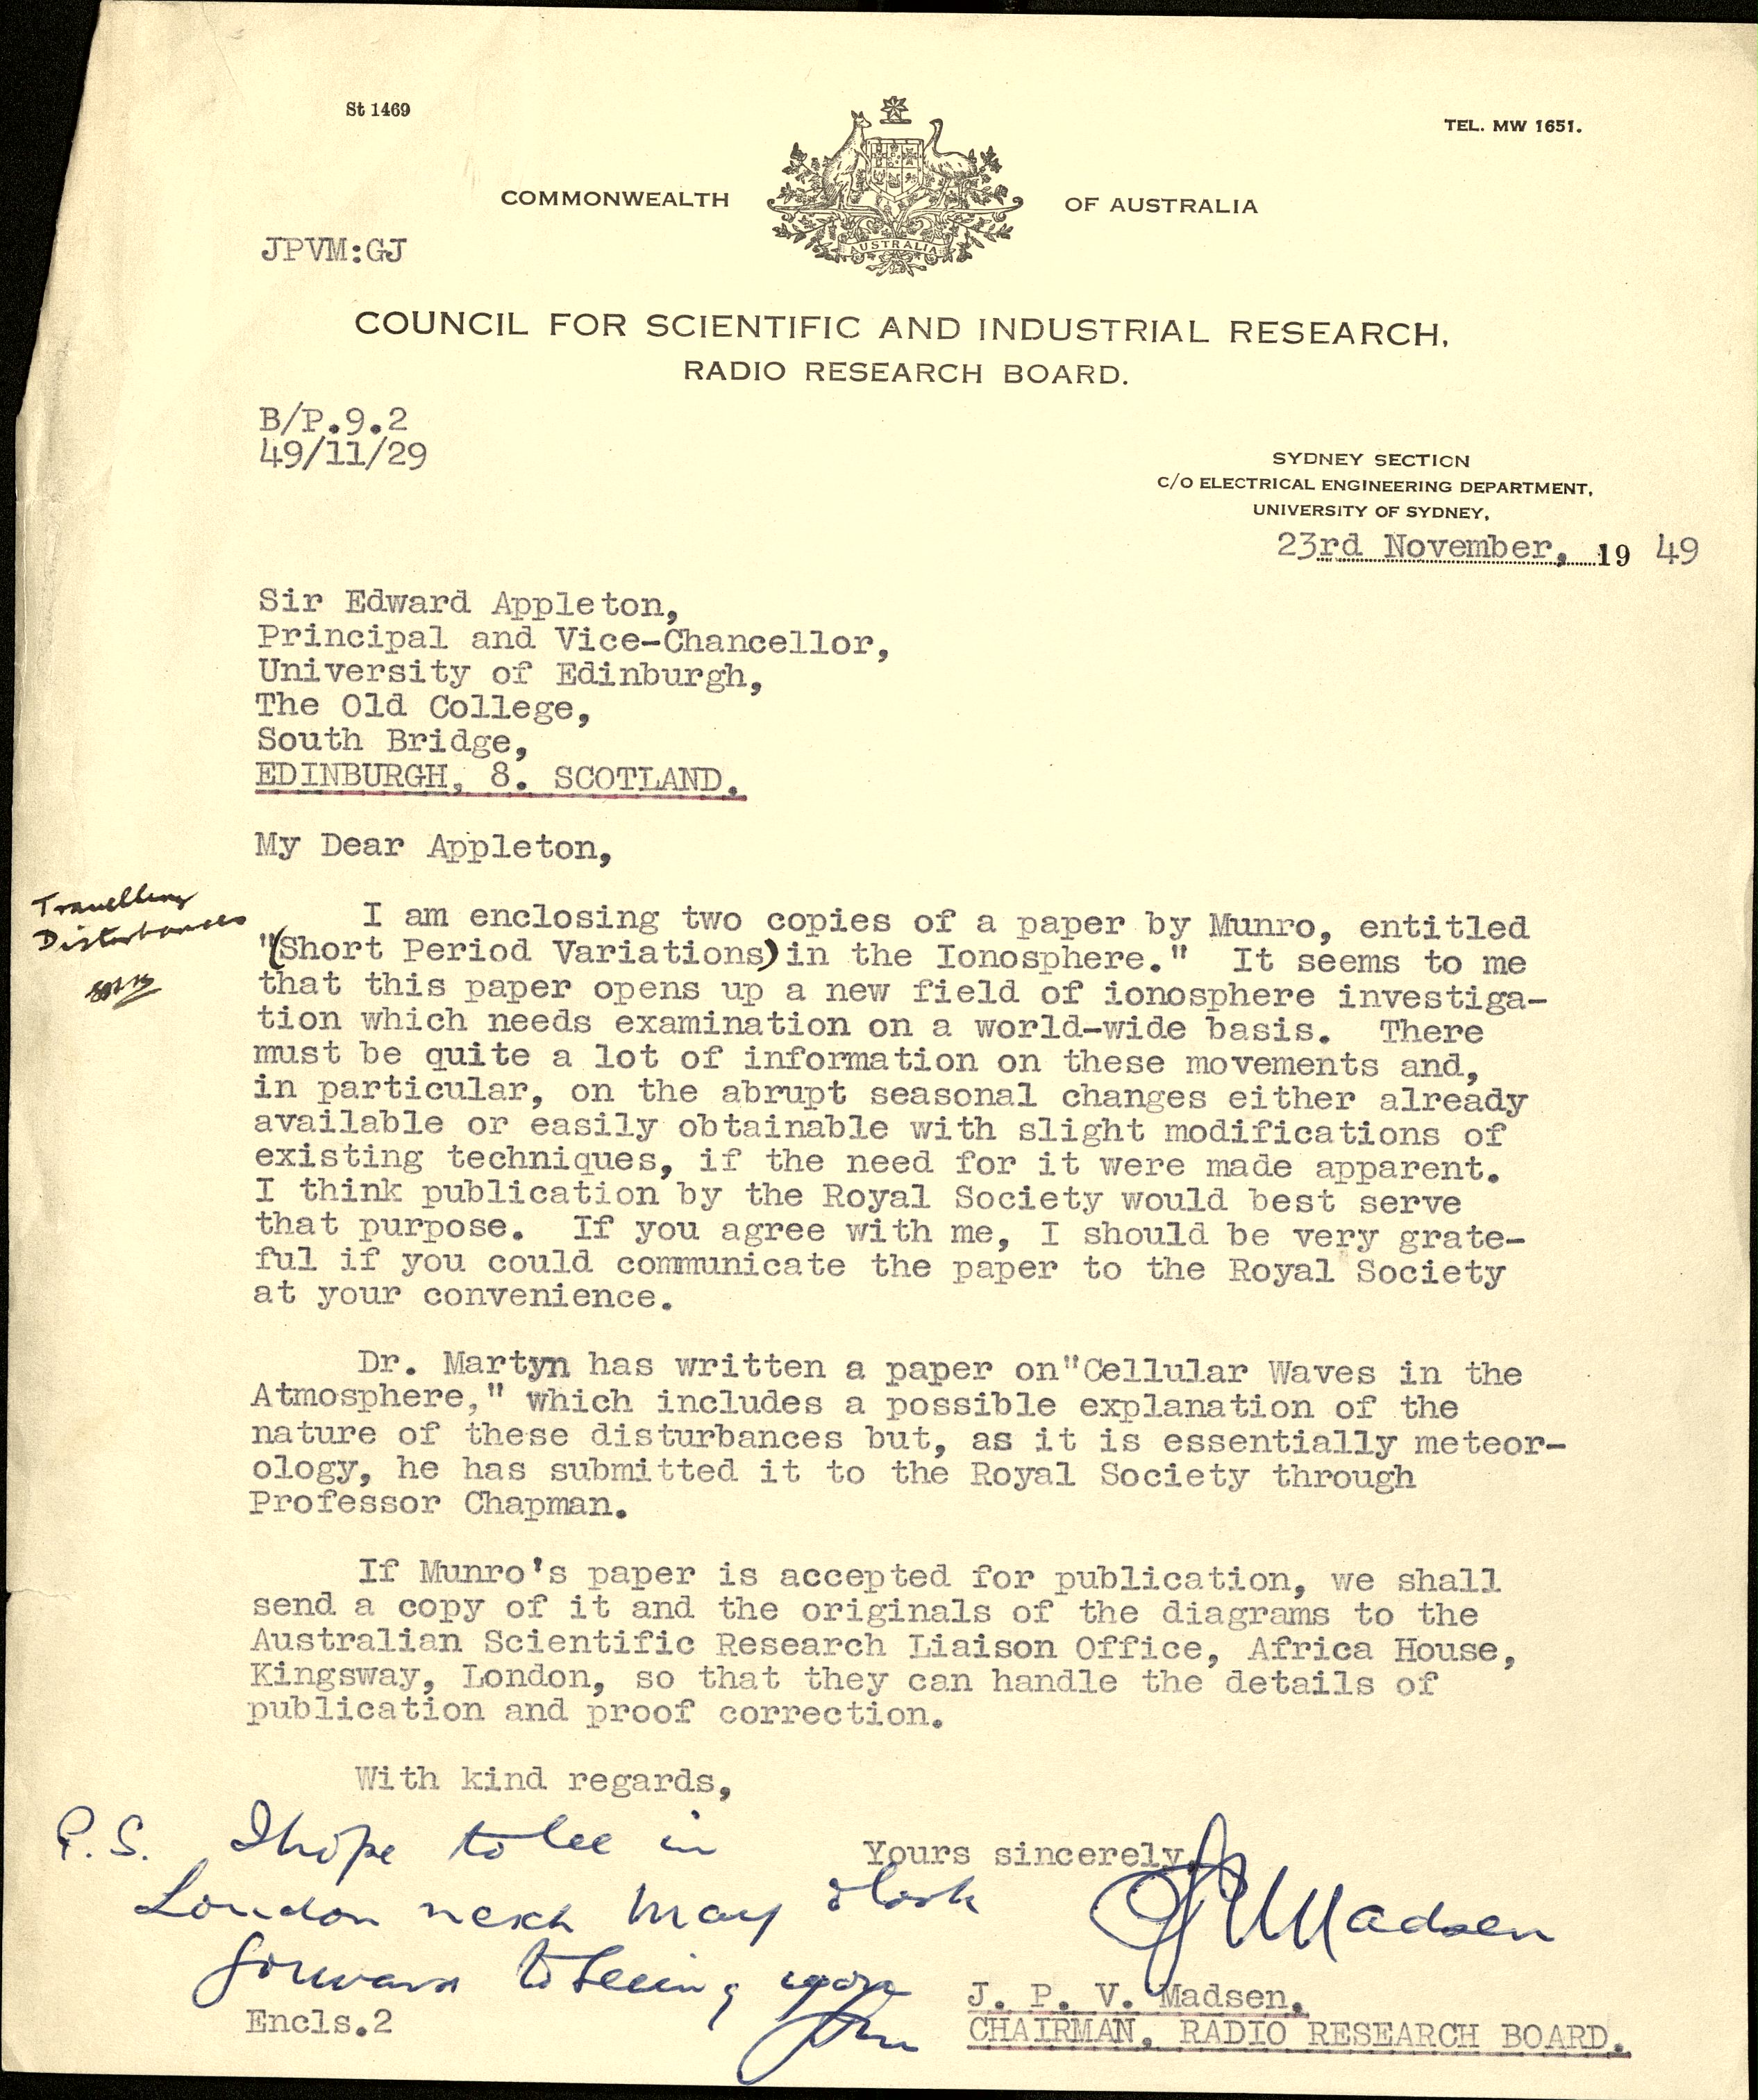 St 1469
TEL. MW 1651.
COMMONWEALTH OF AUSTRALIA
AUSTRALIA
JPVM:GJ
COUNCIL FOR SCIENTIFIC AND INDUSTRIAL RESEARCH,
RADIO RESEARCH BOARD.
B/P.9.2
49/11/29
SYDNEY SECTION
C/O ELECTRICAL ENGINEERING DEPARTMENT,
UNIVERSITY OF SYDNEY,
23rd November, 19 49
Sir Edward Appleton,
Principal and Vice-Chancellor,
University of Edinburgh,
The Old College,
South Bridge,
EDINBURGH, 8. SCOTLAND.
My Dear Appleton,
Travelling
Disturbances
I am enclosing two copies of a paper by Munro, entitled
"(Short Period Variations) in the Ionosphere." It seems to me
that this paper opens up a new field of ionosphere investiga-
tion which needs examination on a world-wide basis. There
must be quite a lot of information on these movements and,
in particular, on the abrupt seasonal changes either already
available or easily obtainable with slight modifications of
existing techniques, if the need for it were made apparent.
I think publication by the Royal Society would best serve
that purpose. If you agree with me, I should be very grate-
ful if you could communicate the paper to the Royal Society
at your convenience.
Dr. Martyn has written a paper on"Cellular Waves in the
Atmosphere," which includes a possible explanation of the
nature of these disturbances but, as it is essentially meteor-
ology, he has submitted it to the Royal Society through
Professor Chapman.
If Munro's paper is accepted for publication, we shall
send a copy of it and the originals of the diagrams to the
Australian Scientific Research Liaison Office, Africa House,
Kingsway, London, so that they can handle the details of
publication and proof correction.
With kind regards,
Yours sincerely,
JPV Madsen
P.S. I hope to be in
London next May & look
forward to seeing you
J. P. V. Madsen.
CHAIRMAN, RADIO RESEARCH BOARD.
Encls.2